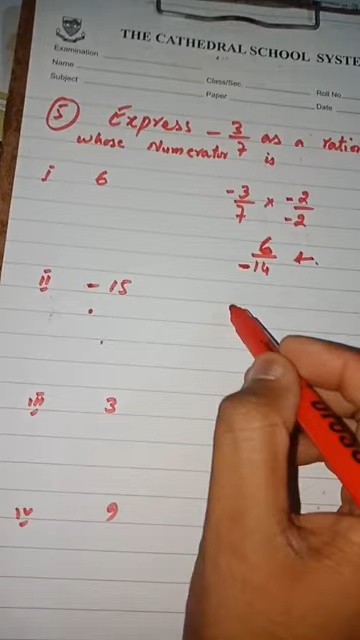 THE CATHEDRAL SCHOOL SYSTE
Examination
Name
Class/Sec. Roll No
Subject
Paper Date
5 Express -3/7 as a ration
whose Numerator is
i 6
-3/7 × -2/-2
6/-14 ←
ii -15
iii 3
iv 9